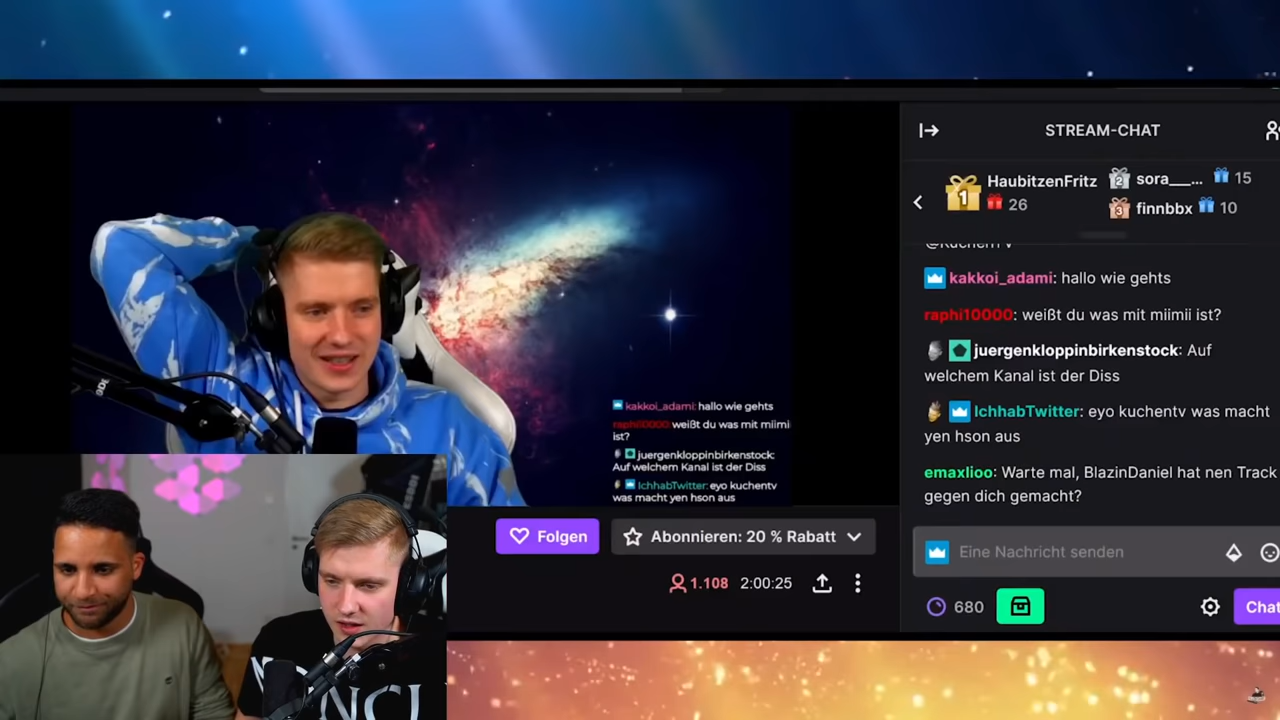 STREAM-CHAT
1 HaubitzenFritz
26
2 sora___...
15
3 finnbbx
10
kakkoi_adami: hallo wie gehts
raphi10000: weißt du was mit miimii ist?
juergenkloppinbirkenstock: Auf
welchem Kanal ist der Diss
IchhabTwitter: eyo kuchentv was macht
yen hson aus
emaxlioo: Warte mal, BlazinDaniel hat nen Track
gegen dich gemacht?
Eine Nachricht senden
680
Chat
kakkoi_adami: hallo wie gehts
raphi10000: weißt du was mit miimii
ist?
juergenkloppinbirkenstock:
Auf welchem Kanal ist der Diss
IchhabTwitter: eyo kuchentv
was macht yen hson aus
Folgen
Abonnieren: 20 % Rabatt
1.108
2:00:25